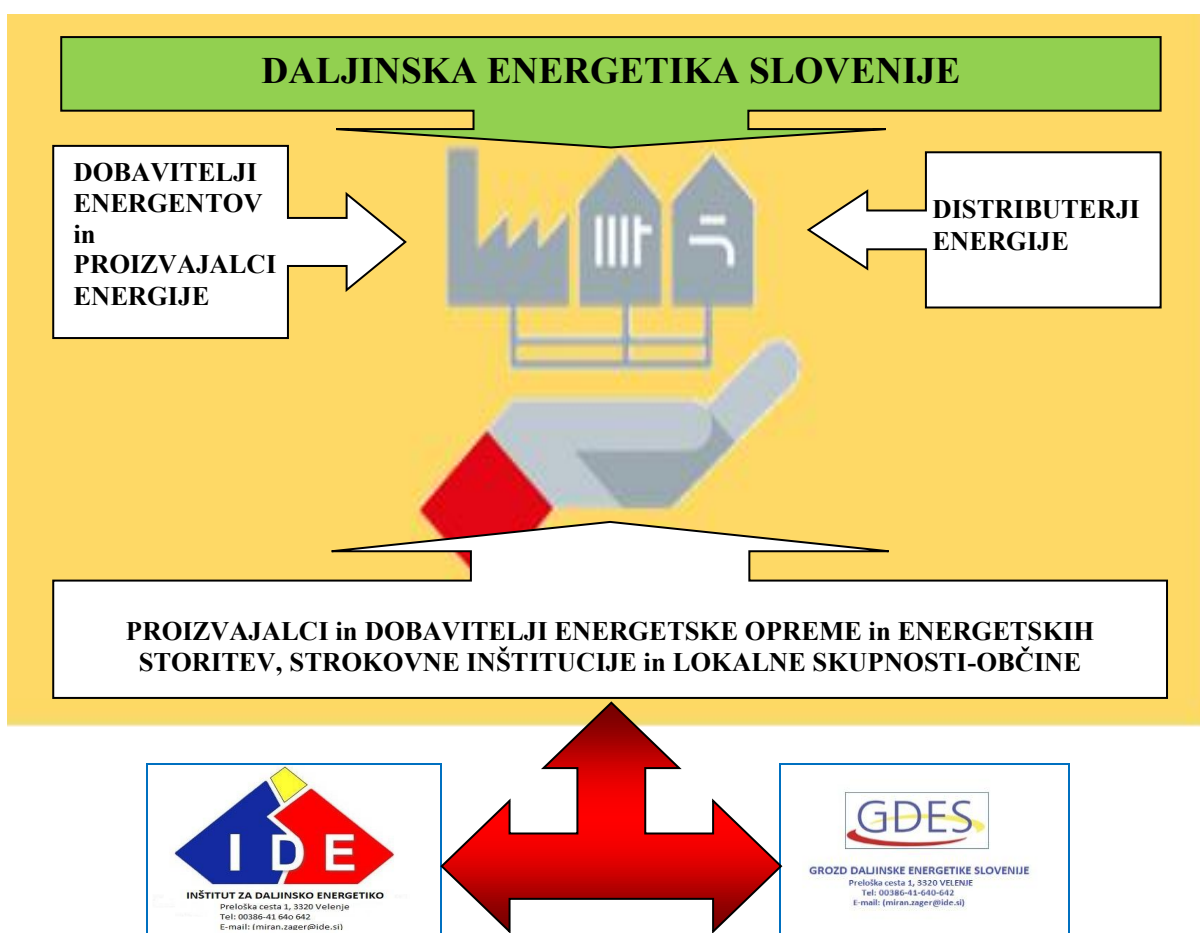 DALJINSKA ENERGETIKA SLOVENIJE
DOBAVITELJI
ENERGENTOV
in
PROIZVAJALCI
ENERGIJE
DISTRIBUTERJI
ENERGIJE
PROIZVAJALCI in DOBAVITELJI ENERGETSKE OPREME in ENERGETSKIH
STORITEV, STROKOVNE INŠTITUCIJE in LOKALNE SKUPNOSTI-OBČINE
I D E
INŠTITUT ZA DALJINSKO ENERGETIKO
Preloška cesta 1, 3320 Velenje
Tel: 00386-41 64o 642
E-mail: (miran.zager@ide.si)
GDES
GROZD DALJINSKE ENERGETIKE SLOVENIJE
Preloška cesta 1, 3320 VELENJE
Tel: 00386-41-640-642
E-mail: (miran.zager@ide.si)